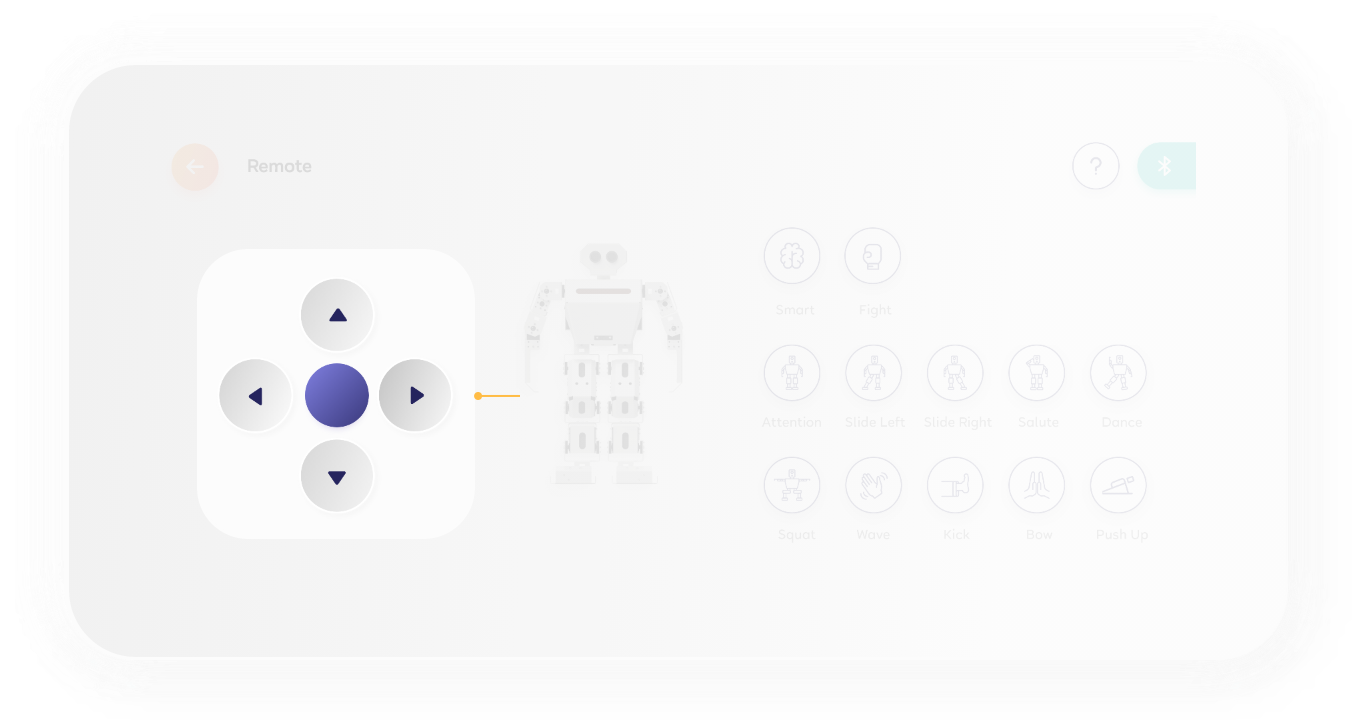 Remote
?
Smart Fight
Attention Slide Left Slide Right Salute Dance
Squat Wave Kick Bow Push Up